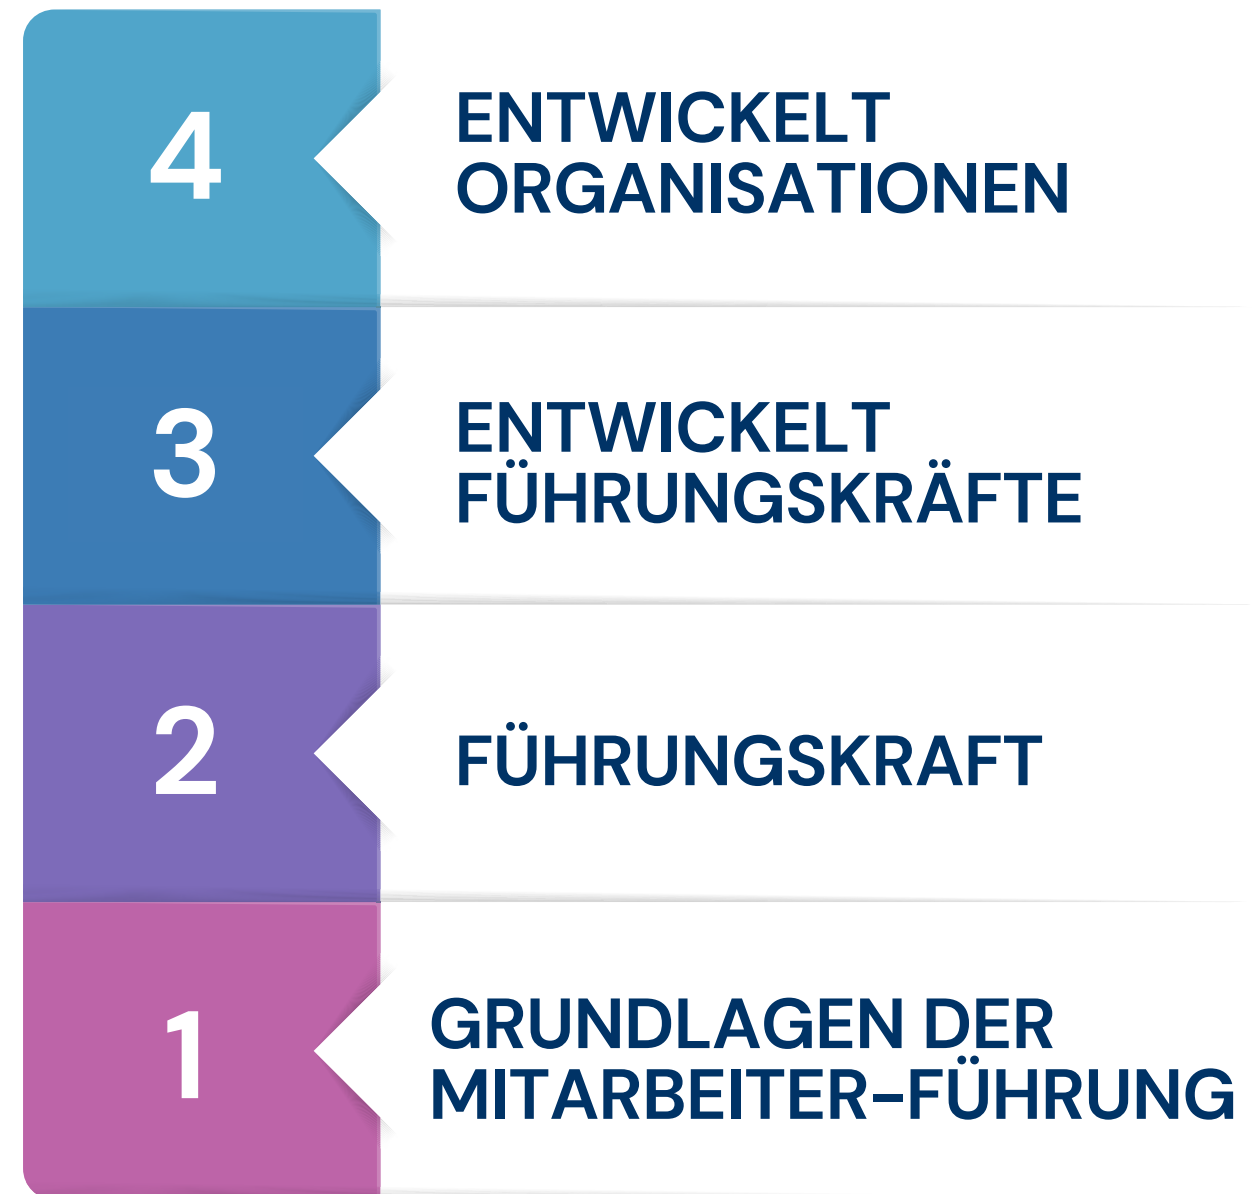 4
ENTWICKELT
ORGANISATIONEN
3
ENTWICKELT
FÜHRUNGSKRÄFTE
2
FÜHRUNGSKRAFT
1
GRUNDLAGEN DER
MITARBEITER-FÜHRUNG